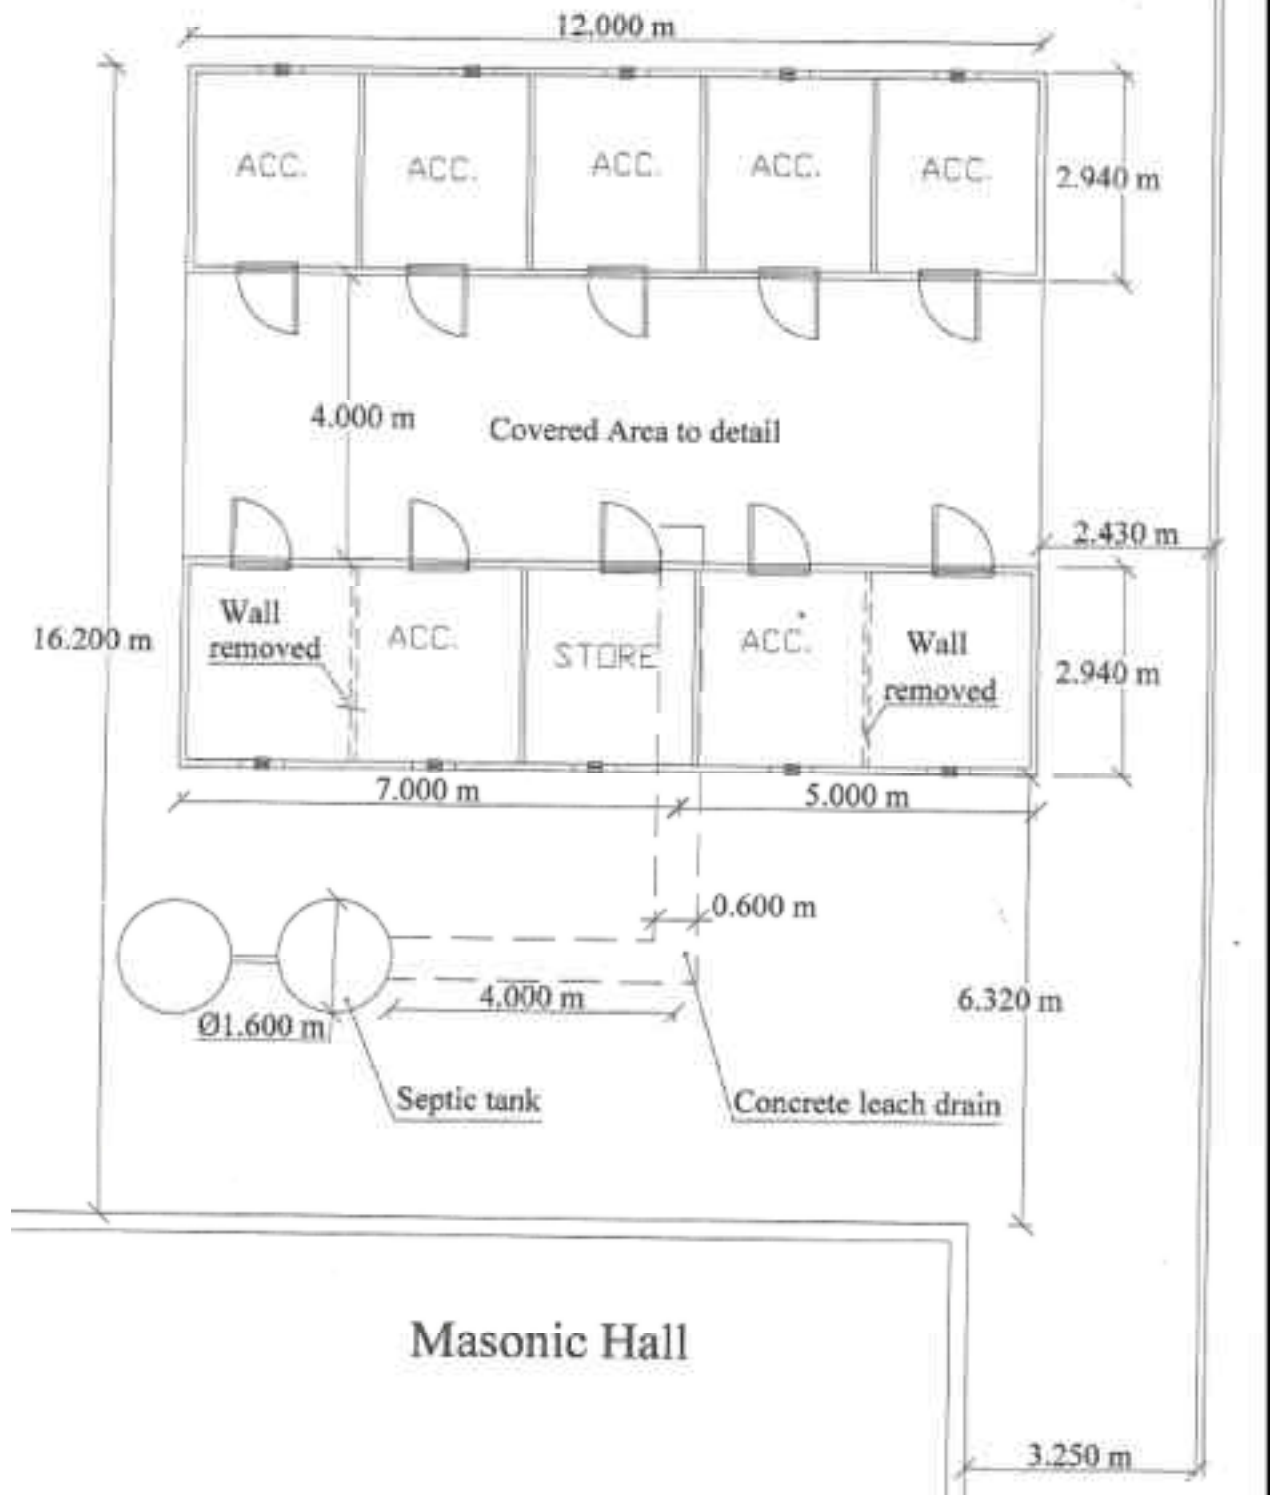 12.000 m
ACC.
ACC.
ACC.
ACC.
ACC.
2.940 m
4.000 m
Covered Area to detail
2.430 m
16.200 m
Wall
removed
ACC.
STORE
ACC.
Wall
removed
2.940 m
7.000 m
5.000 m
0.600 m
4.000 m
Ø1.600 m
6.320 m
Septic tank
Concrete leach drain
Masonic Hall
3.250 m